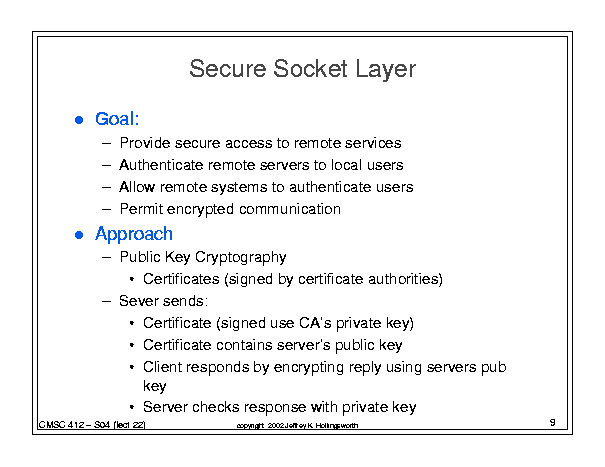 Secure Socket Layer
● Goal:
– Provide secure access to remote services
– Authenticate remote servers to local users
– Allow remote systems to authenticate users
– Permit encrypted communication
● Approach
– Public Key Cryptography
• Certificates (signed by certificate authorities)
– Sever sends:
• Certificate (signed use CA's private key)
• Certificate contains server's public key
• Client responds by encrypting reply using servers pub
key
• Server checks response with private key
CMSC 412 – S04 (lect 22)
copyright 2002 Jeffrey K. Hollingsworth
9